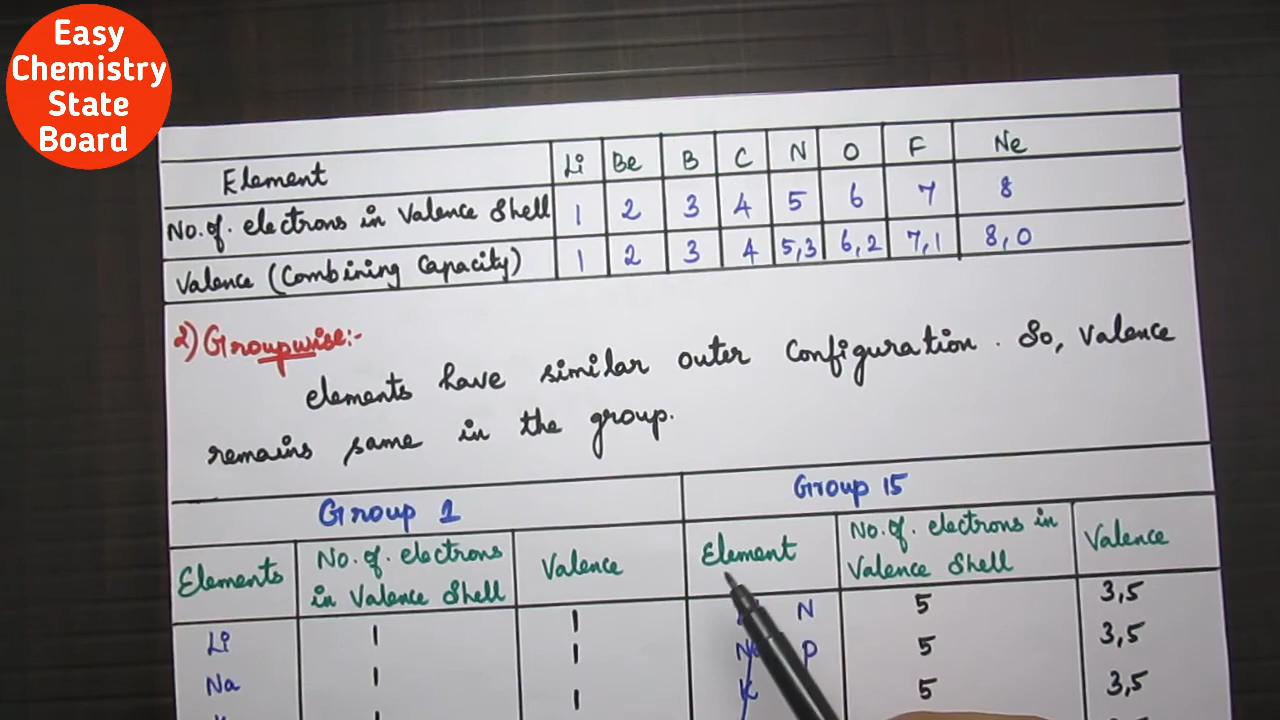 Easy
Chemistry
State
Board
Element Li Be B C N O F Ne
No. of. electrons in Valence Shell 1 2 3 4 5 6 7 8
Valence (Combining Capacity) 1 2 3 4 5,3 6,2 7,1 8,0
2) Groupwise:-
elements have similar outer configuration. So, valence
remains same in the group.
Group 1 Group 15
Elements No. of. electrons in Valence Shell Valence Element No. of. electrons in Valence Shell Valence
Li 1 1 N 5 3,5
Na 1 1 P 5 3,5
1 K 5 3,5